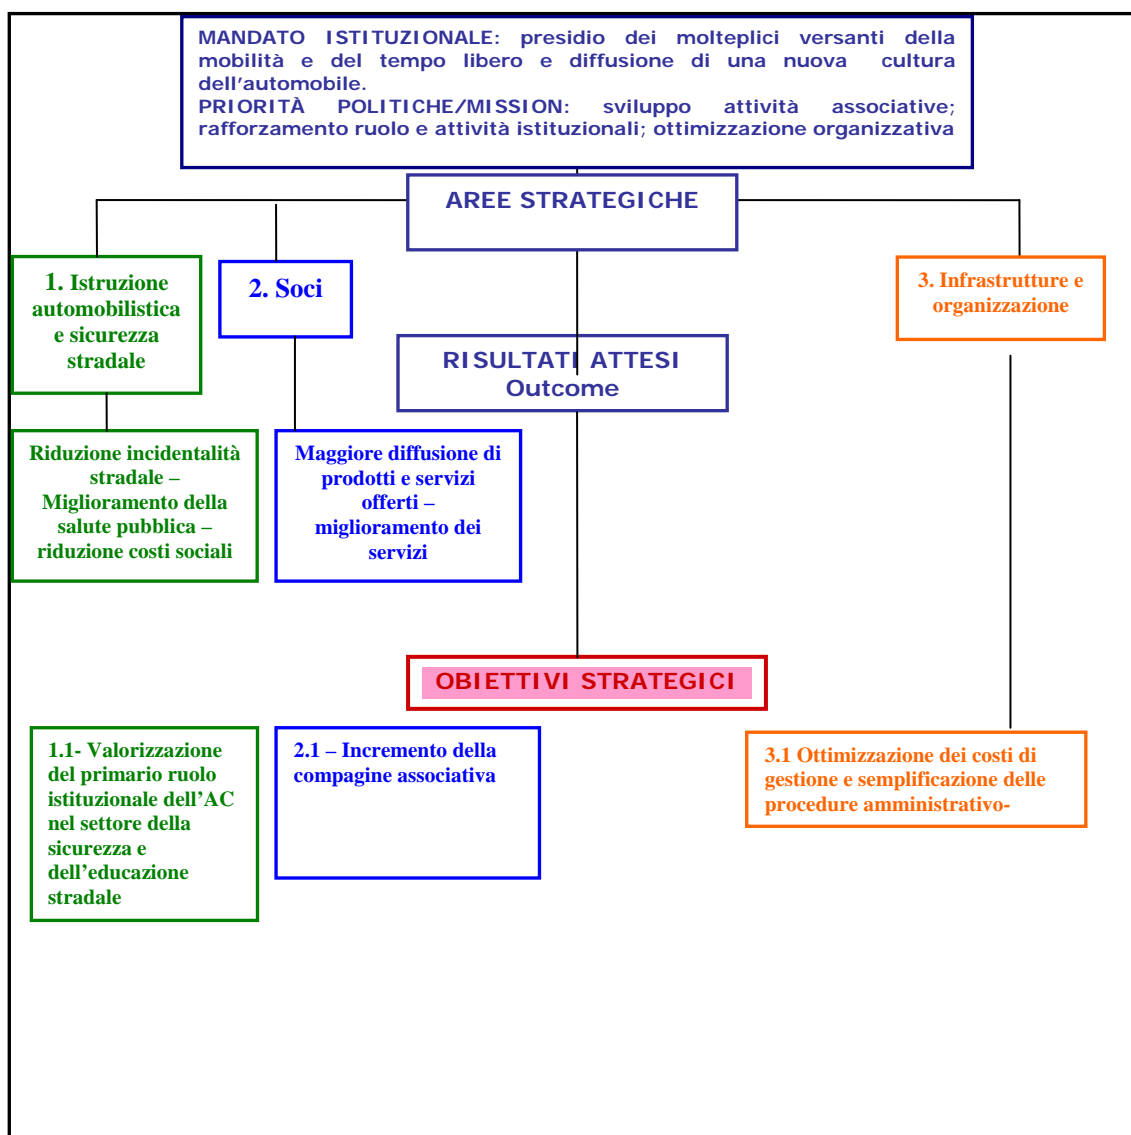 MANDATO ISTITUZIONALE: presidio dei molteplici versanti della
mobilità e del tempo libero e diffusione di una nuova cultura
dell'automobile.
PRIORITÀ POLITICHE/MISSION: sviluppo attività associative;
rafforzamento ruolo e attività istituzionali; ottimizzazione organizzativa
AREE STRATEGICHE
1. Istruzione
automobilistica
e sicurezza
stradale
2. Soci
3. Infrastrutture e
organizzazione
RISULTATI ATTESI
Outcome
Riduzione incidentalità
stradale –
Miglioramento della
salute pubblica –
riduzione costi sociali
Maggiore diffusione di
prodotti e servizi
offerti –
miglioramento dei
servizi
OBIETTIVI STRATEGICI
1.1- Valorizzazione
del primario ruolo
istituzionale dell'AC
nel settore della
sicurezza e
dell'educazione
stradale
2.1 – Incremento della
compagine associativa
3.1 Ottimizzazione dei costi di
gestione e semplificazione delle
procedure amministrativo-